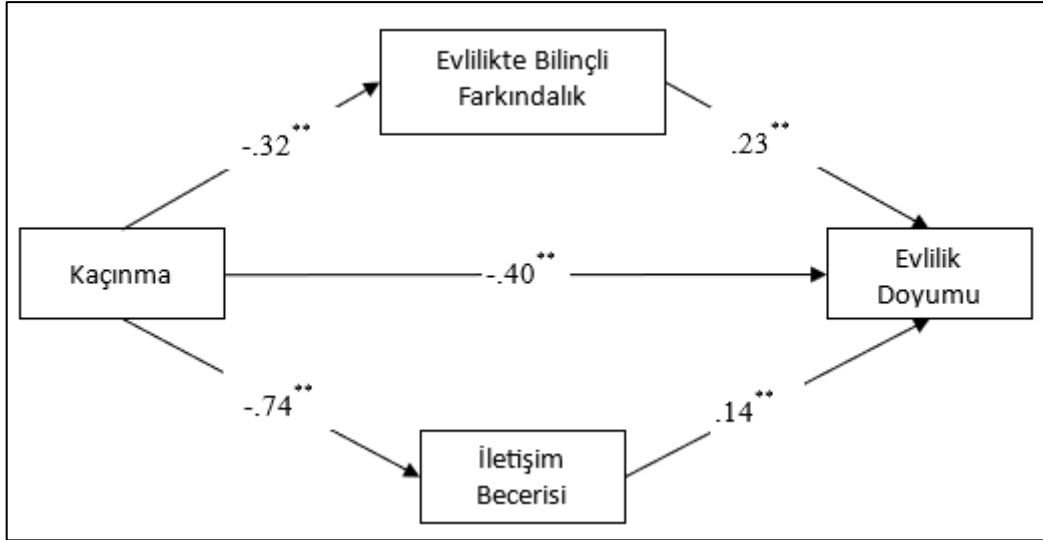 Evlilikte Bilinçli
Farkındalık
-.32**
.23**
Kaçınma
-.40**
Evlilik
Doyumu
-.74**
.14**
İletişim
Becerisi